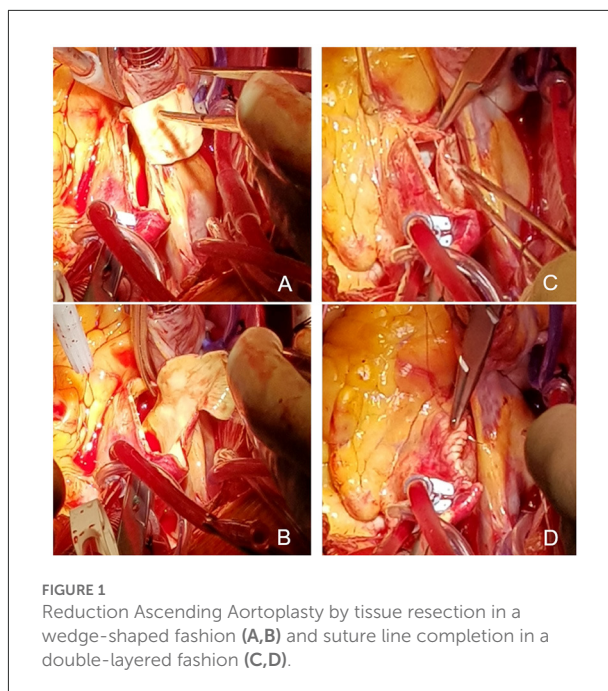 A
C
B
D
FIGURE 1
Reduction Ascending Aortoplasty by tissue resection in a
wedge-shaped fashion (A,B) and suture line completion in a
double-layered fashion (C,D).